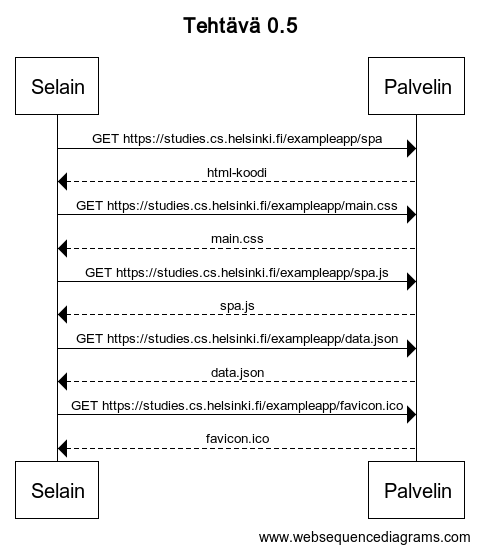 Tehtävä 0.5
Selain
Palvelin
GET https://studies.cs.helsinki.fi/exampleapp/spa
html-koodi
GET https://studies.cs.helsinki.fi/exampleapp/main.css
main.css
GET https://studies.cs.helsinki.fi/exampleapp/spa.js
spa.js
GET https://studies.cs.helsinki.fi/exampleapp/data.json
data.json
GET https://studies.cs.helsinki.fi/exampleapp/favicon.ico
favicon.ico
Selain
Palvelin
www.websequencediagrams.com